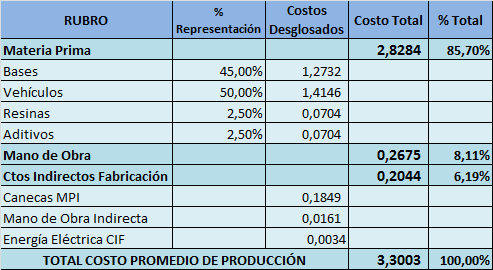 RUBRO % Representación Costos Desglosados Costo Total % Total
Materia Prima 2,8284 85,70%
Bases 45,00% 1,2732
Vehículos 50,00% 1,4146
Resinas 2,50% 0,0704
Aditivos 2,50% 0,0704
Mano de Obra 0,2675 8,11%
Ctos Indirectos Fabricación 0,2044 6,19%
Canecas MPI 0,1849
Mano de Obra Indirecta 0,0161
Energía Eléctrica CIF 0,0034
TOTAL COSTO PROMEDIO DE PRODUCCIÓN 3,3003 100,00%